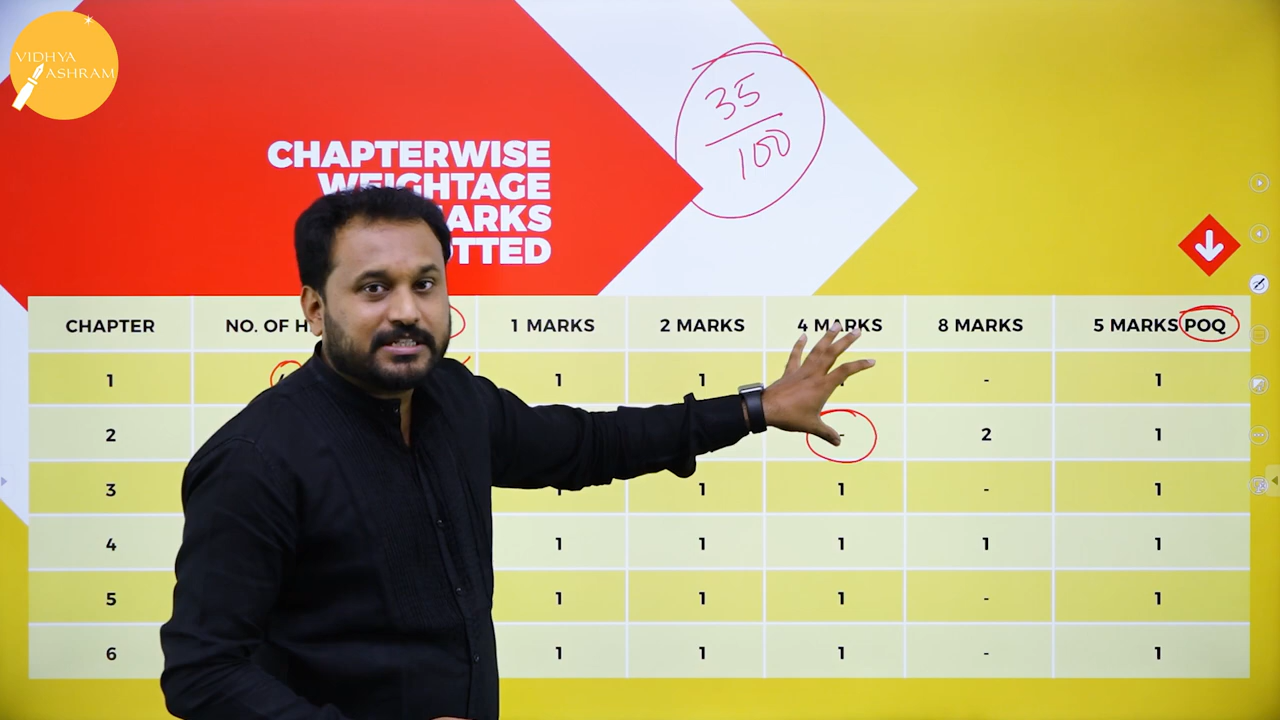 VIDHYA
ASHRAM
35
100
CHAPTERWISE
WEIGHTAGE
CHAPTER NO. OF 1 MARKS 2 MARKS 4 MARKS 8 MARKS 5 MARKS POQ
1 1 1 - 1
2 - 2 1
3 1 1 1 - 1
4 1 1 1 1 1
5 1 1 1 - 1
6 1 1 1 - 1